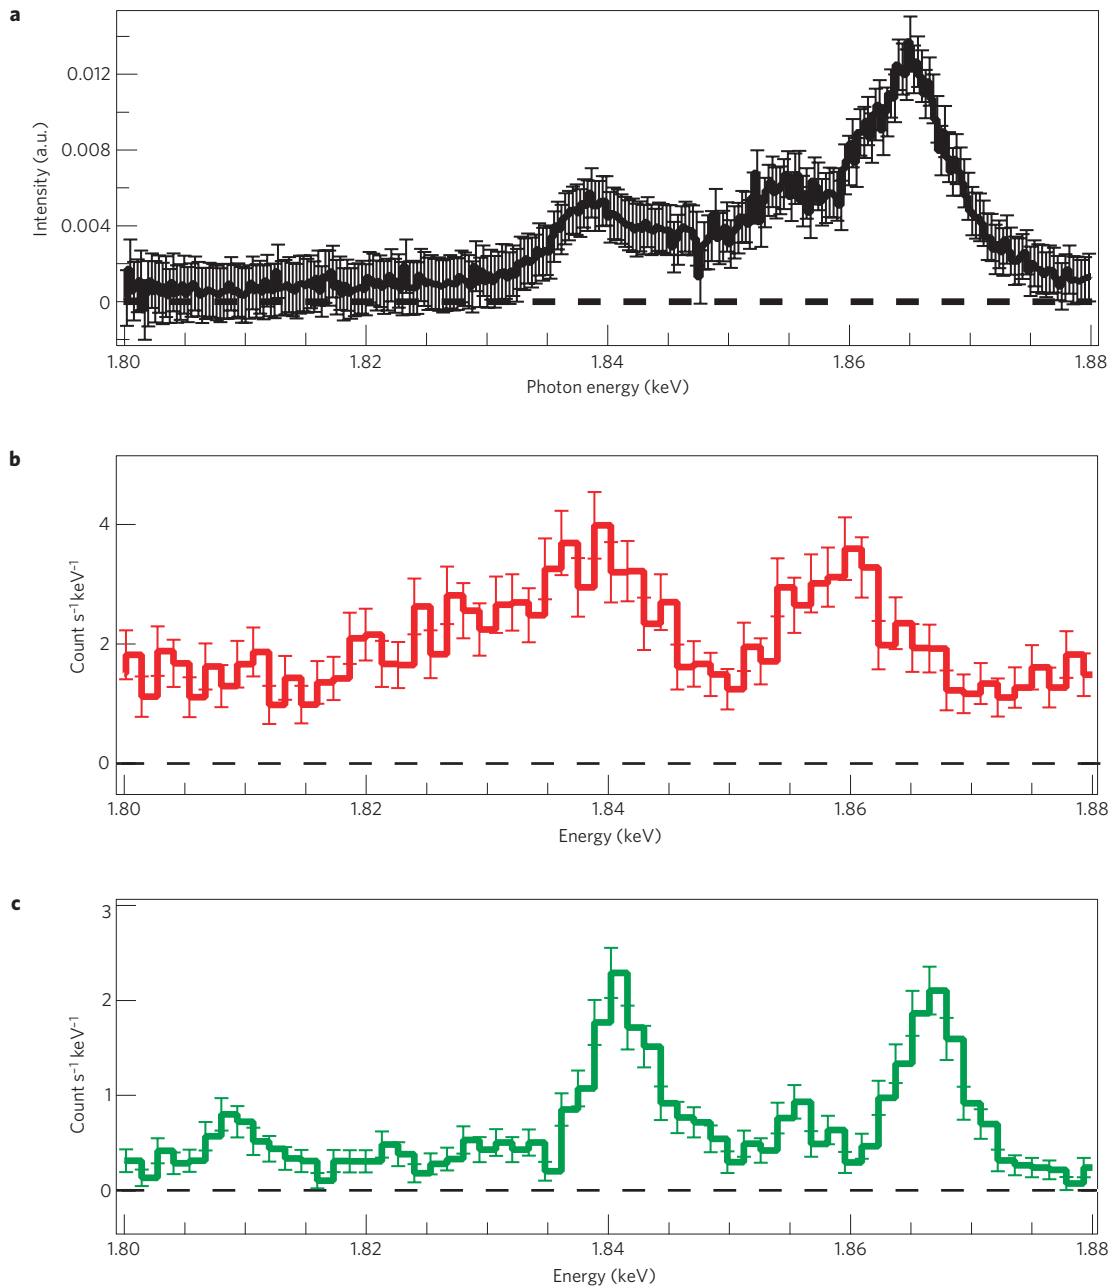 a
0.012
0.008
0.004
0
Intensity (a.u.)
1.80 1.82 1.84 1.86 1.88
Photon energy (keV)
b
4
2
0
Count s⁻¹ keV⁻¹
1.80 1.82 1.84 1.86 1.88
Energy (keV)
c
3
2
1
0
Count s⁻¹ keV⁻¹
1.80 1.82 1.84 1.86 1.88
Energy (keV)